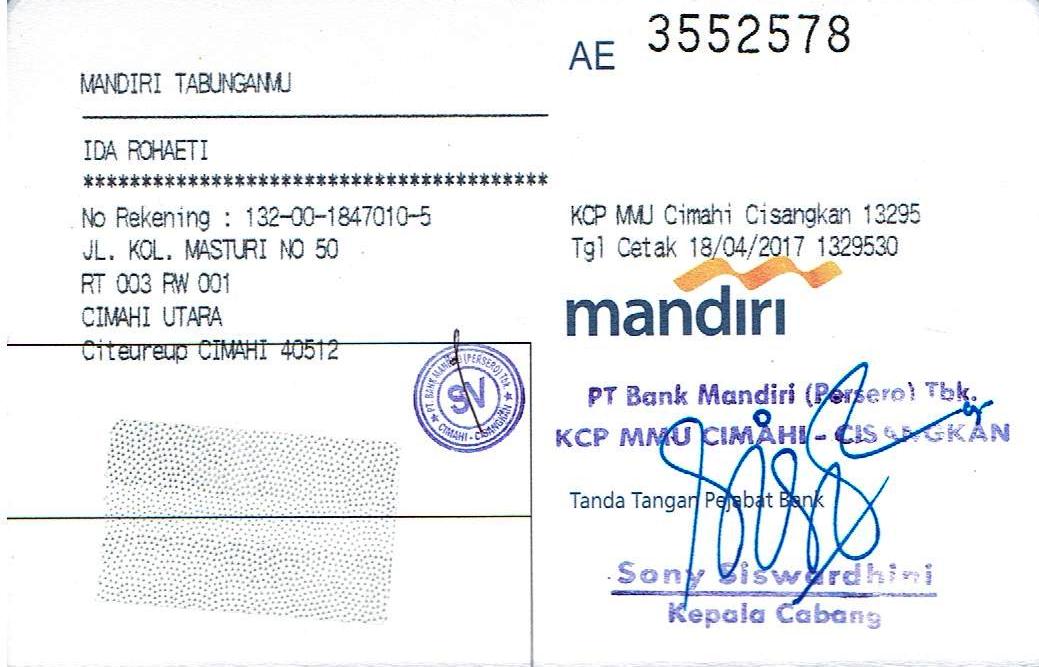 AE 3552578
MANDIRI TABUNGANMU
IDA ROHAETI
****************************************
No Rekening : 132-00-1847010-5
JL. KOL. MASTURI NO 50
RT 003 RW 001
CIMAHI UTARA
Citeureup CIMAHI 40512
PT. BANK MANDIRI (PERSERO) Tbk.
SV
CIMAHI - CISANGKAN
KCP MMU Cimahi Cisangkan 13295
Tgl Cetak 18/04/2017 1329530
mandiri
PT Bank Mandiri (Persero) Tbk.
KCP MMU CIMAHI - CISANGKAN
Tanda Tangan Pejabat Bank
Sony Siswardhini
Kepala Cabang